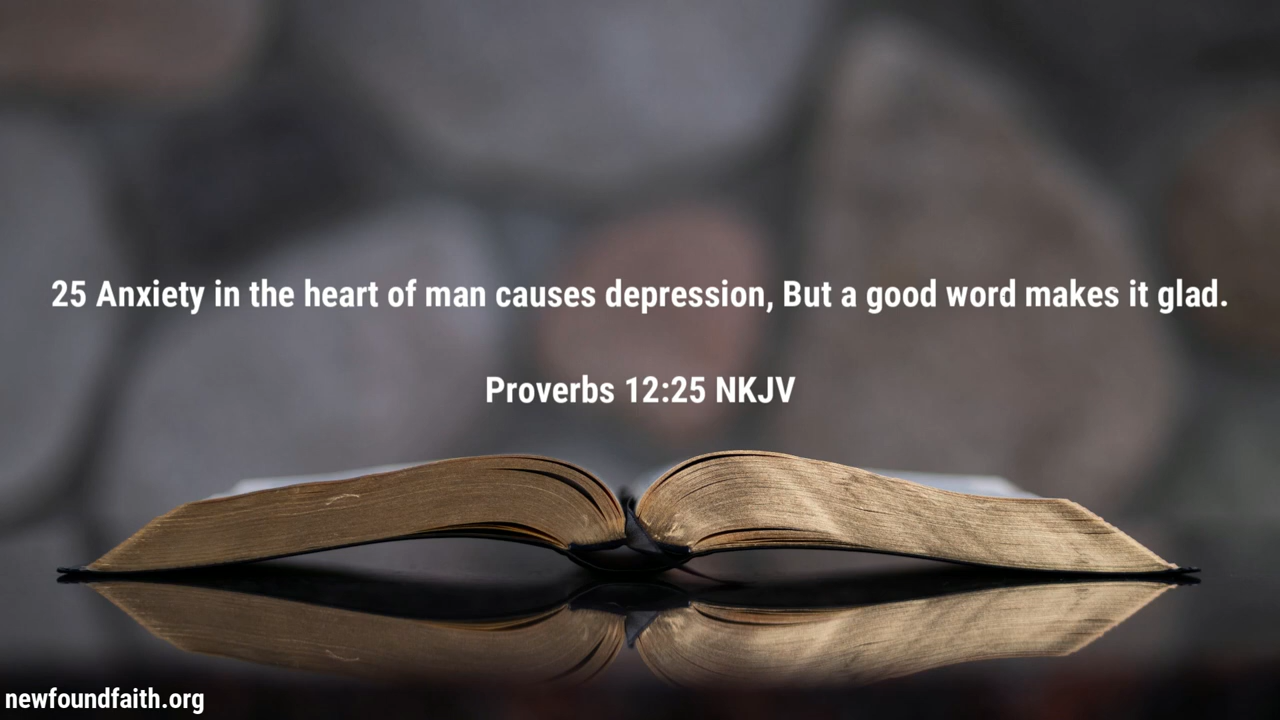 25 Anxiety in the heart of man causes depression, But a good word makes it glad.
Proverbs 12:25 NKJV
newfoundfaith.org